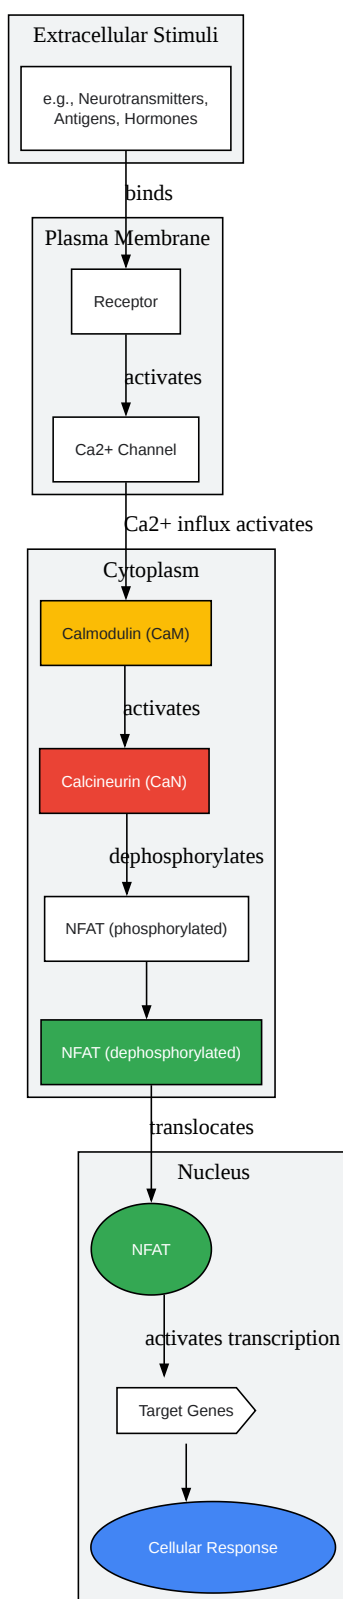 Extracellular Stimuli
e.g., Neurotransmitters,
Antigens, Hormones
binds
Plasma Membrane
Receptor
activates
Ca2+ Channel
Ca2+ influx activates
Cytoplasm
Calmodulin (CaM)
activates
Calcineurin (CaN)
dephosphorylates
NFAT (phosphorylated)
NFAT (dephosphorylated)
translocates
Nucleus
NFAT
activates transcription
Target Genes
Cellular Response